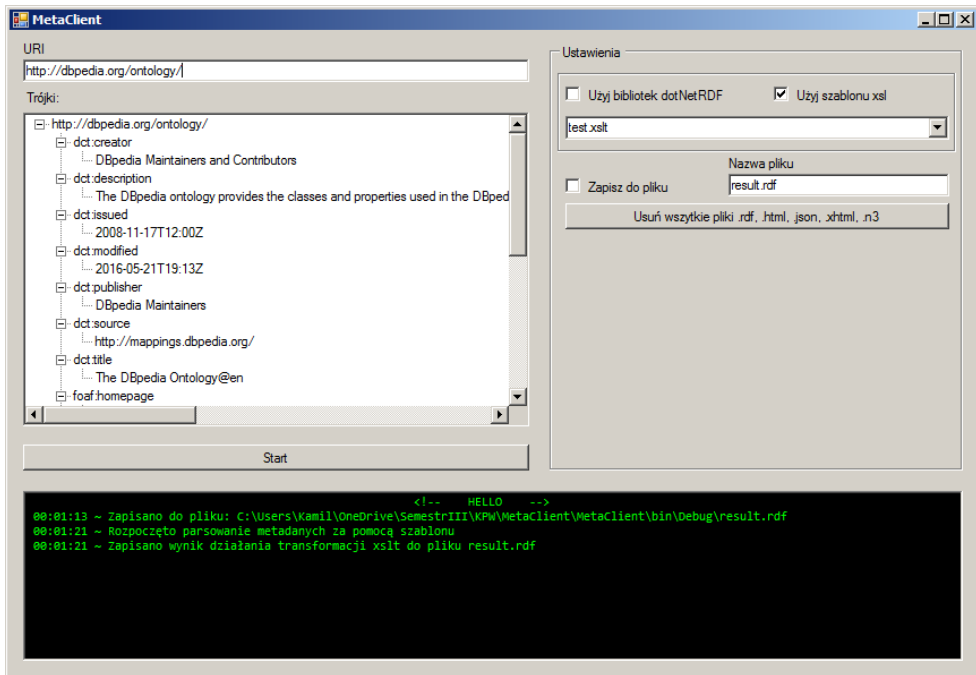 MetaClient
URI
http://dbpedia.org/ontology/
Trójki:
http://dbpedia.org/ontology/
dct:creator
DBpedia Maintainers and Contributors
dct:description
The DBpedia ontology provides the classes and properties used in the DBped
dct:issued
2008-11-17T12:00Z
dct:modified
2016-05-21T19:13Z
dct:publisher
DBpedia Maintainers
dct:source
http://mappings.dbpedia.org/
dct:title
The DBpedia Ontology@en
foaf:homepage
Start
Ustawienia
Użyj bibliotek dotNetRDF
Użyj szablonu xsl
test.xslt
Nazwa pliku
Zapisz do pliku
result.rdf
Usuń wszytkie pliki .rdf, .html, .json, .xhtml, .n3
<!-- HELLO -->
00:01:13 ~ Zapisano do pliku: C:\Users\Kamil\OneDrive\SemestrIII\KPW\MetaClient\MetaClient\bin\Debug\result.rdf
00:01:21 ~ Rozpoczęto parsowanie metadanych za pomocą szablonu
00:01:21 ~ Zapisano wynik działania transformacji xslt do pliku result.rdf